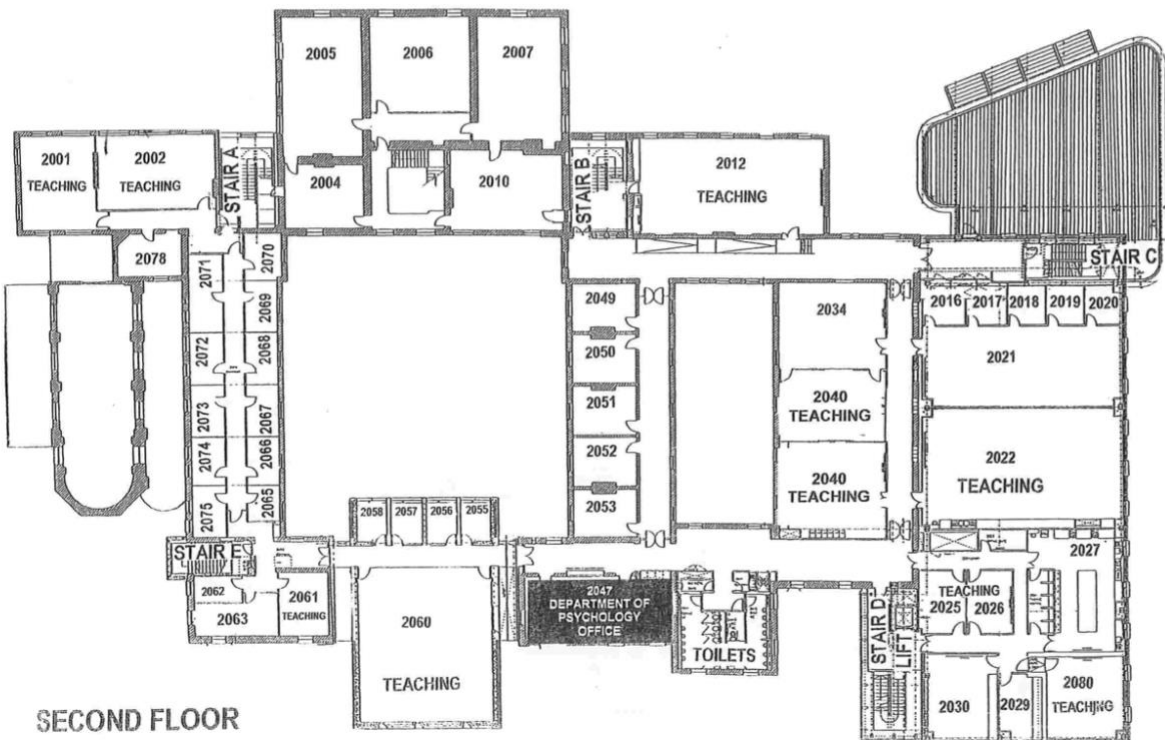 2005
2006
2007
2001
TEACHING
2002
TEACHING
STAIR A
2004
2010
STAIR B
2012
TEACHING
STAIR C
2078
2071
2070
2069
2072
2068
2073
2067
2074
2066
2075
2065
2049
2050
2051
2052
2053
2034
2040
TEACHING
2040
TEACHING
2016
2017
2018
2019
2020
2021
2022
TEACHING
2058
2057
2056
2055
STAIR E
2062
2063
2061
TEACHING
2060
TEACHING
2047
DEPARTMENT OF
PSYCHOLOGY
OFFICE
TOILETS
STAIR D
LIFT
TEACHING
2025
2026
2027
2030
2029
2080
TEACHING
SECOND FLOOR